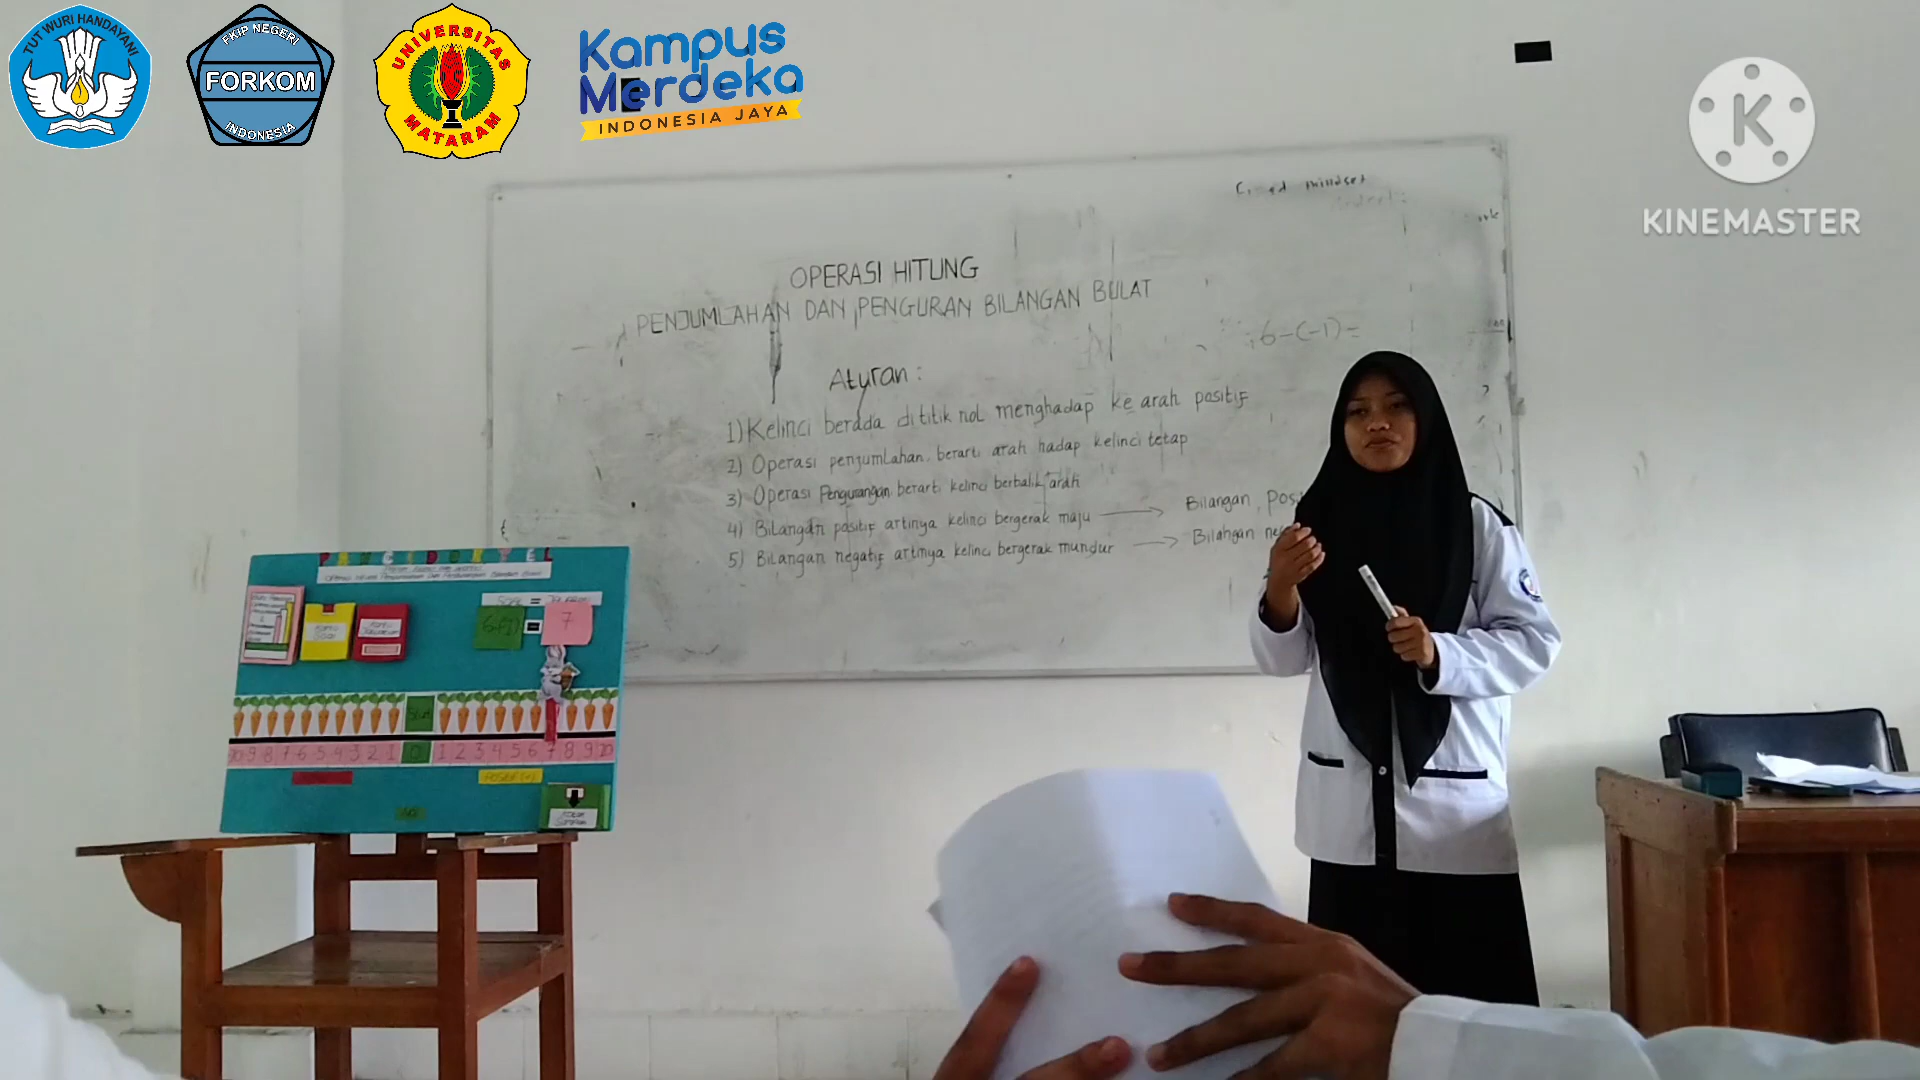 TUT WURI HANDAYANI
FKIP NEGERI
FORKOM
INDONESIA
UNIVERSITAS
MATARAM
Kampus
Merdeka
INDONESIA JAYA
K
KINEMASTER
mindset
OPERASI HITUNG
PENJUMLAHAN DAN PENGURAN BILANGAN BULAT
6-(-1)=
Aturan :
1) Kelinci berada di titik nol menghadap ke arah positif
2) Operasi penjumlahan berarti arah hadap kelinci tetap
3) Operasi Pengurangan berarti kelinci berbalik arah
4) Bilangan positif artinya kelinci bergerak maju → Bilangan Pos
5) Bilangan negatif artinya kelinci bergerak mundur → Bilangan neg
SOAL =
= 7
10 9 8 7 6 5 4 3 2 1 0 1 2 3 4 5 6 7 8 9 10
POSITIF (+)